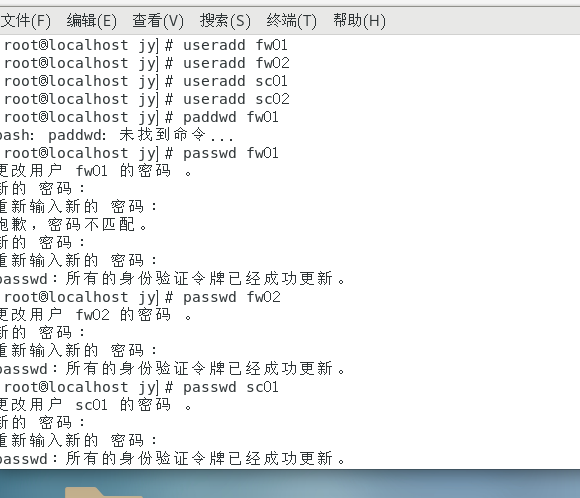 文件(F) 编辑(E) 查看(V) 搜索(S) 终端(T) 帮助(H)
root@localhost jy]# useradd fw01
root@localhost jy]# useradd fw02
root@localhost jy]# useradd sc01
root@localhost jy]# useradd sc02
root@localhost jy]# paddwd fw01
bash: paddwd: 未找到命令...
root@localhost jy]# passwd fw01
更改用户 fw01 的密码 。
新的 密码：
重新输入新的 密码：
抱歉，密码不匹配。
新的 密码：
重新输入新的 密码：
passwd：所有的身份验证令牌已经成功更新。
root@localhost jy]# passwd fw02
更改用户 fw02 的密码 。
新的 密码：
重新输入新的 密码：
passwd：所有的身份验证令牌已经成功更新。
root@localhost jy]# passwd sc01
更改用户 sc01 的密码 。
新的 密码：
重新输入新的 密码：
passwd：所有的身份验证令牌已经成功更新。